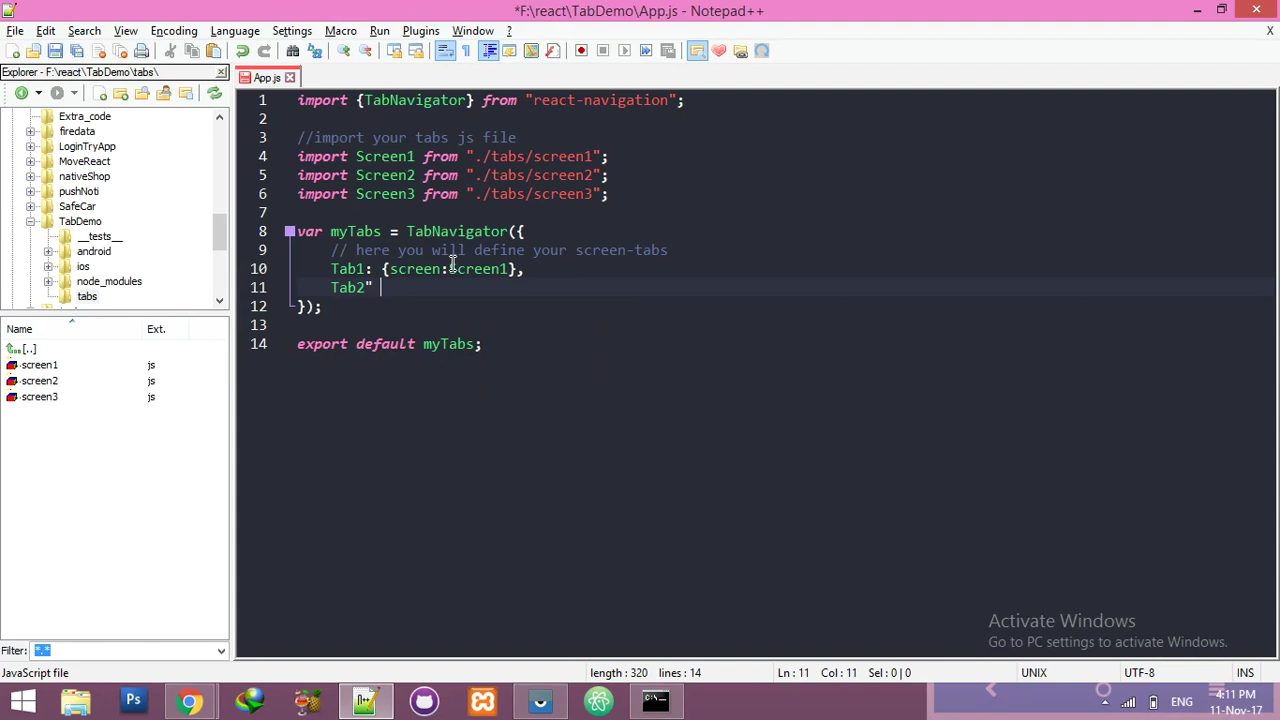 *F:\react\TabDemo\App.js - Notepad++
File Edit Search View Encoding Language Settings Macro Run Plugins Window ? X
Explorer - F:\react\TabDemo\tabs\
App.js
Extra_code
firedata
LoginTryApp
MoveReact
nativeShop
pushNoti
SafeCar
TabDemo
__tests__
android
ios
node_modules
tabs
Name Ext.
[..]
screen1 js
screen2 js
screen3 js
Filter: *.*
1 import {TabNavigator} from "react-navigation";
2
3 //import your tabs js file
4 import Screen1 from "./tabs/screen1";
5 import Screen2 from "./tabs/screen2";
6 import Screen3 from "./tabs/screen3";
7
8 var myTabs = TabNavigator({
9 // here you will define your screen-tabs
10 Tab1: {screen:Screen1},
11 Tab2"
12 });
13
14 export default myTabs;
Activate Windows
Go to PC settings to activate Windows.
JavaScript file length : 320 lines : 14 Ln : 11 Col : 11 Sel : 0 | 0 UNIX UTF-8 INS
Ps
ENG
4:11 PM
11-Nov-17